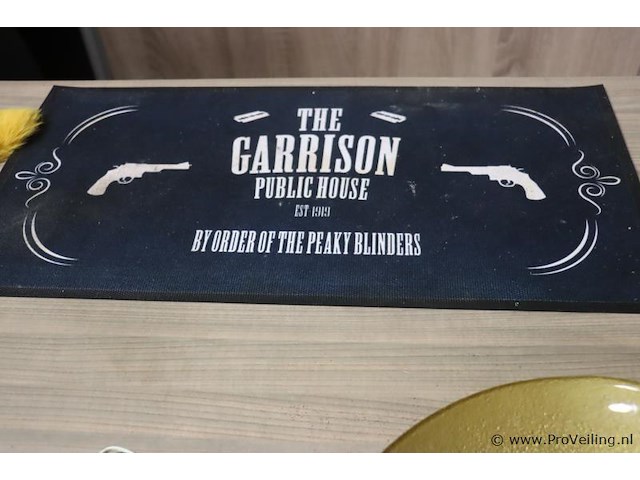 THE
GARRISON
PUBLIC HOUSE
EST 1919
BY ORDER OF THE PEAKY BLINDERS
© www.ProVeiling.nl